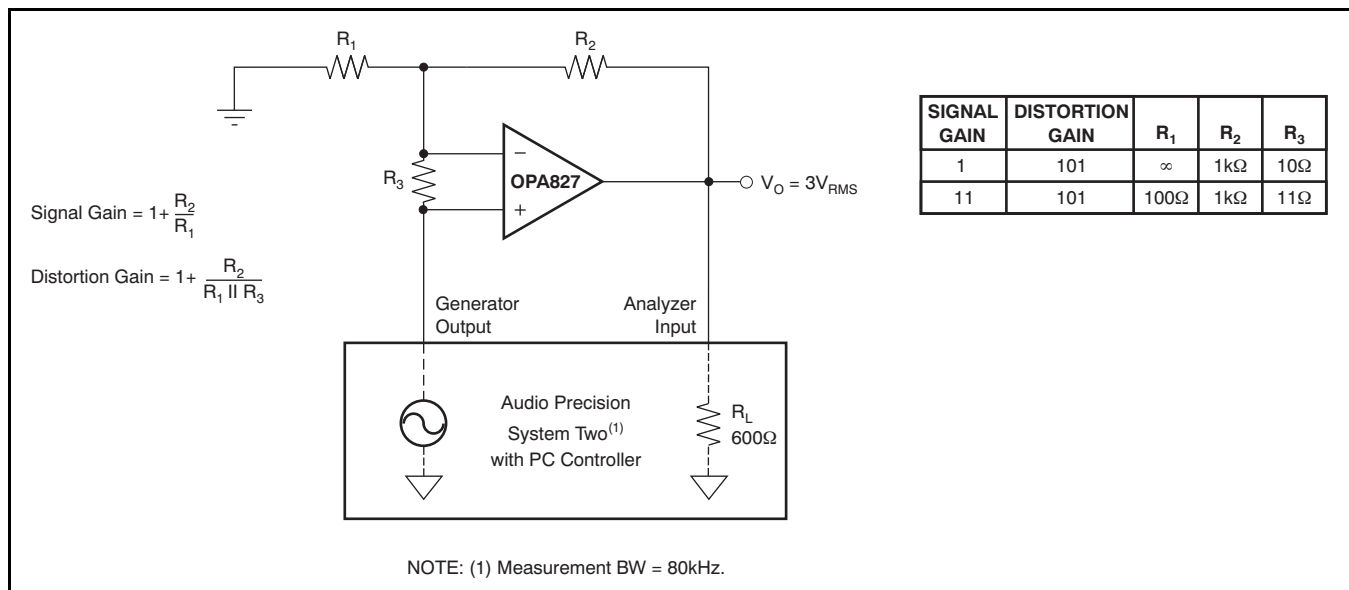 R1
R2
SIGNAL GAIN
DISTORTION GAIN
R1
R2
R3
1
101
∞
1kΩ
10Ω
11
101
100Ω
1kΩ
11Ω
R3
−
+
OPA827
VO = 3VRMS
Signal Gain = 1+ R2/R1
Distortion Gain = 1+ R2/(R1 II R3)
Generator
Output
Analyzer
Input
Audio Precision
System Two(1)
with PC Controller
RL
600Ω
NOTE: (1) Measurement BW = 80kHz.